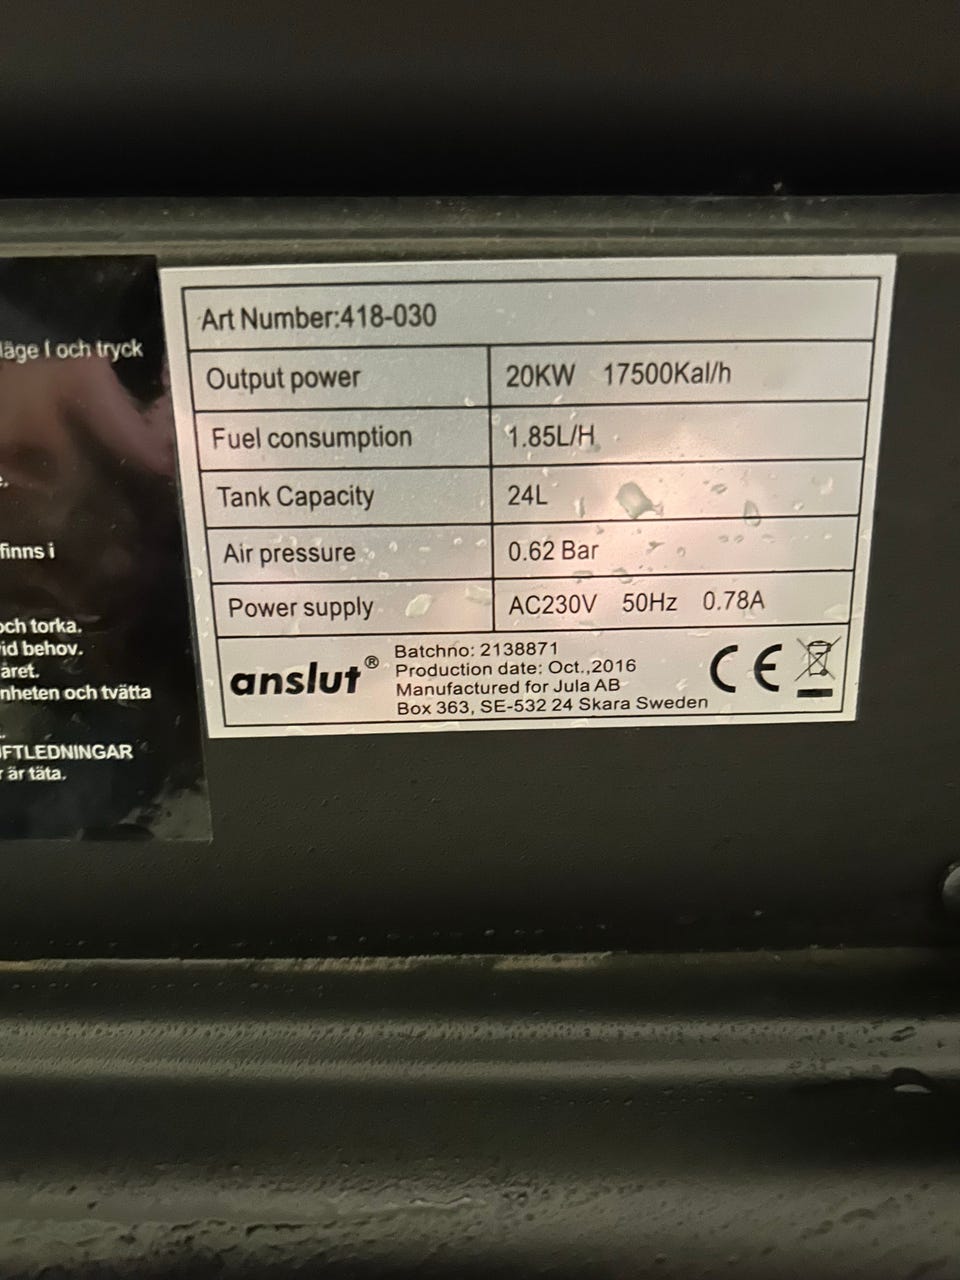 läge I och tryck
finns i
och torka.
vid behov.
året.
nheten och tvätta
FTLEDNINGAR
r är täta.
Art Number:418-030
Output power 20KW 17500Kal/h
Fuel consumption 1.85L/H
Tank Capacity 24L
Air pressure 0.62 Bar
Power supply AC230V 50Hz 0.78A
anslut®
Batchno: 2138871
Production date: Oct.,2016
Manufactured for Jula AB
Box 363, SE-532 24 Skara Sweden
CE